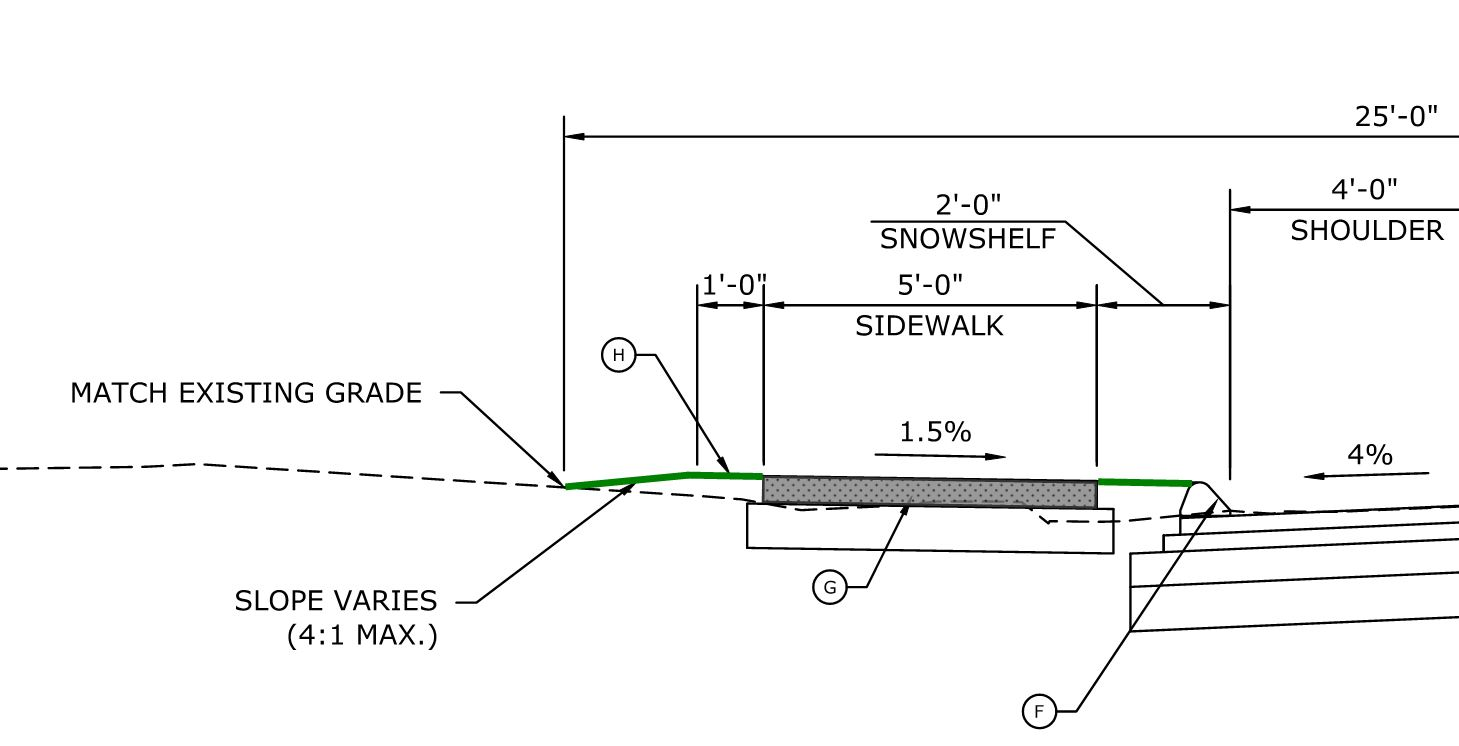 25'-0"
4'-0"
SHOULDER
2'-0"
SNOWSHELF
1'-0"
5'-0"
SIDEWALK
H
MATCH EXISTING GRADE
1.5%
4%
G
SLOPE VARIES
(4:1 MAX.)
F